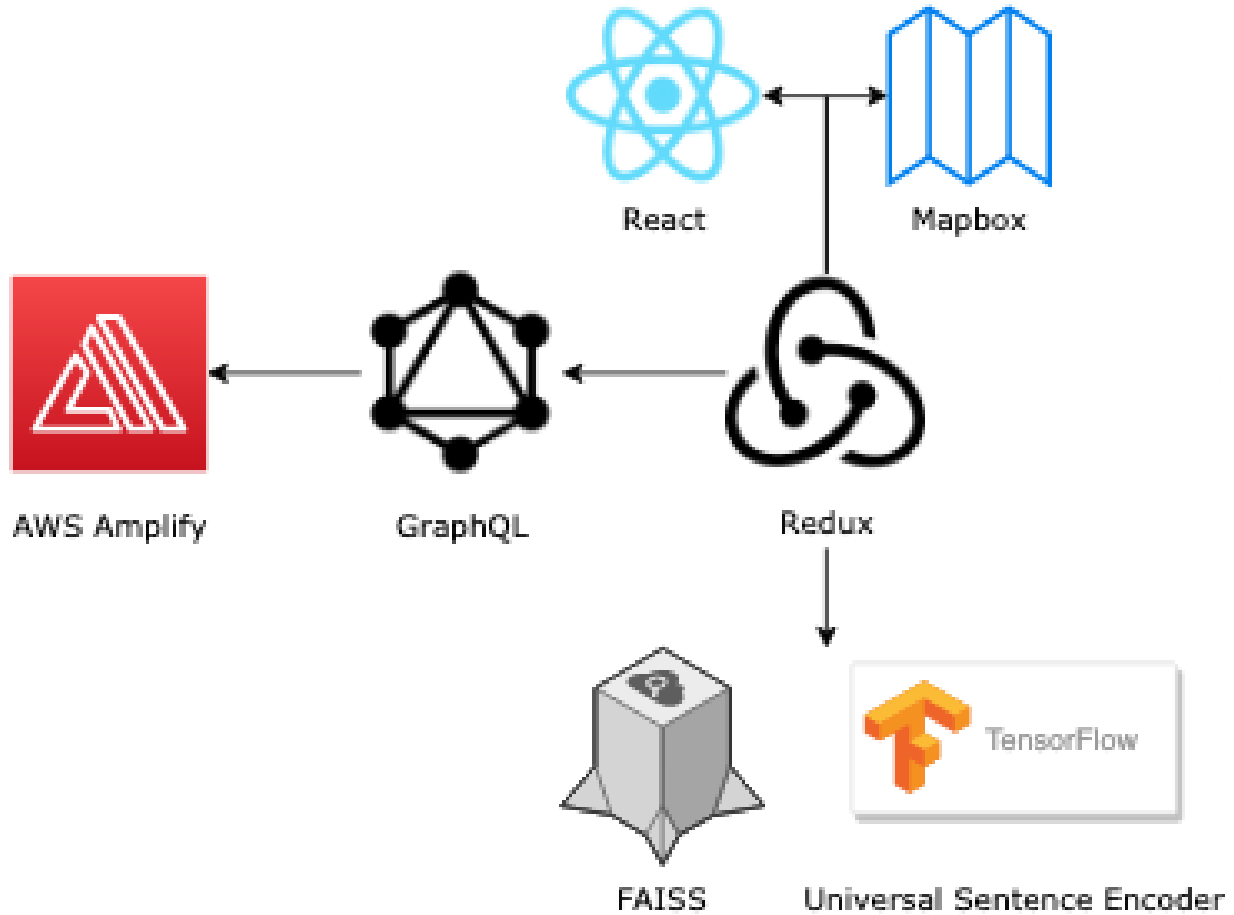 React
Mapbox
AWS Amplify
GraphQL
Redux
TensorFlow
FAISS
Universal Sentence Encoder